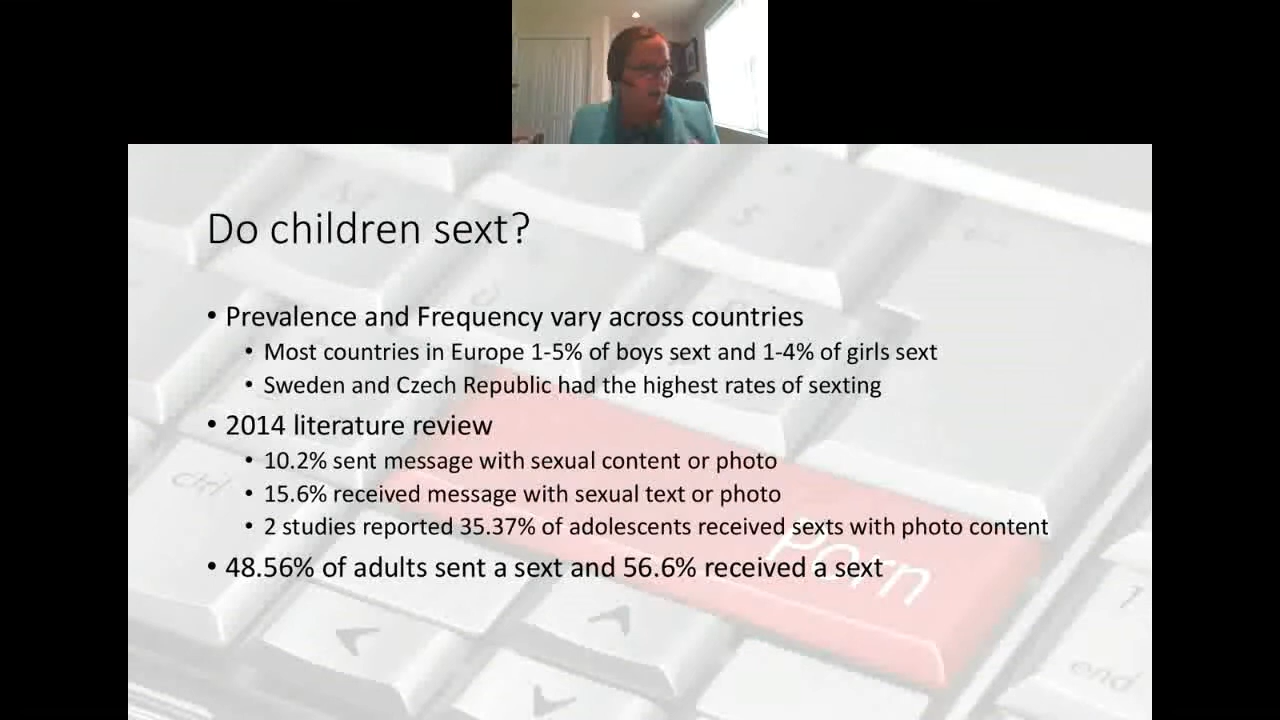 Do children sext?
• Prevalence and Frequency vary across countries
• Most countries in Europe 1-5% of boys sext and 1-4% of girls sext
• Sweden and Czech Republic had the highest rates of sexting
• 2014 literature review
• 10.2% sent message with sexual content or photo
• 15.6% received message with sexual text or photo
• 2 studies reported 35.37% of adolescents received sexts with photo content
• 48.56% of adults sent a sext and 56.6% received a sext
Porn
ctrl
end
1